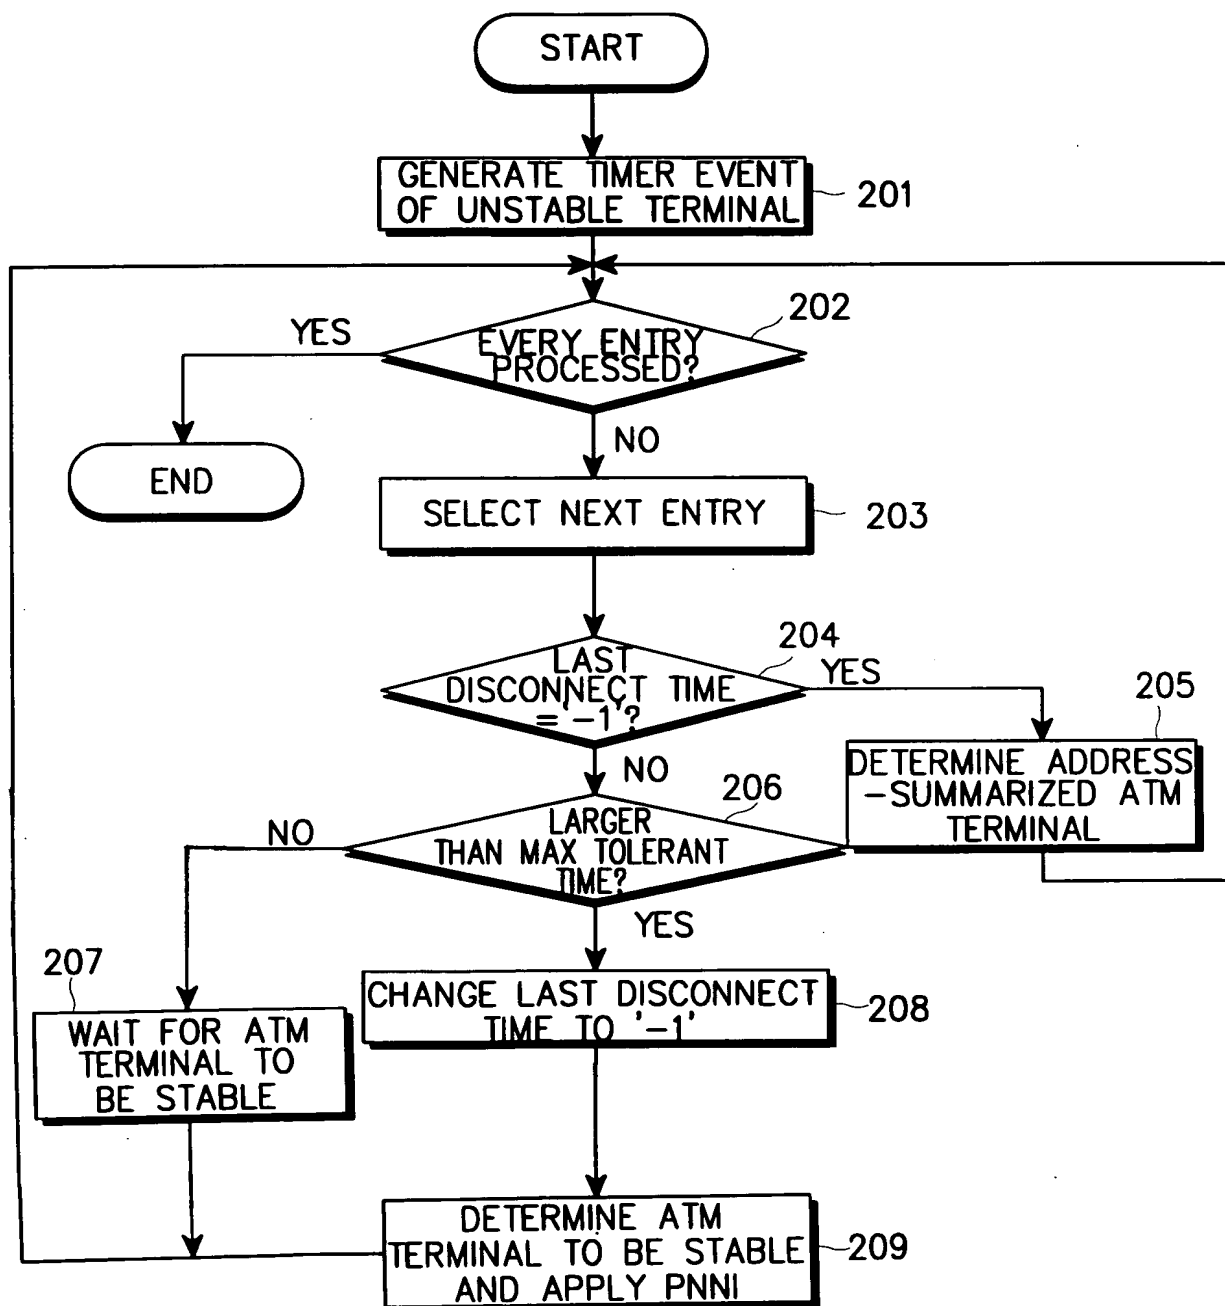 START
GENERATE TIMER EVENT
OF UNSTABLE TERMINAL
201
202
YES
EVERY ENTRY
PROCESSED?
NO
END
SELECT NEXT ENTRY
203
204
LAST
DISCONNECT TIME
='-1'?
YES
205
NO
DETERMINE ADDRESS
-SUMMARIZED ATM
TERMINAL
206
NO
LARGER
THAN MAX TOLERANT
TIME?
YES
207
WAIT FOR ATM
TERMINAL TO
BE STABLE
CHANGE LAST DISCONNECT
TIME TO '-1'
208
DETERMINE ATM
TERMINAL TO BE STABLE
AND APPLY PNNI
209